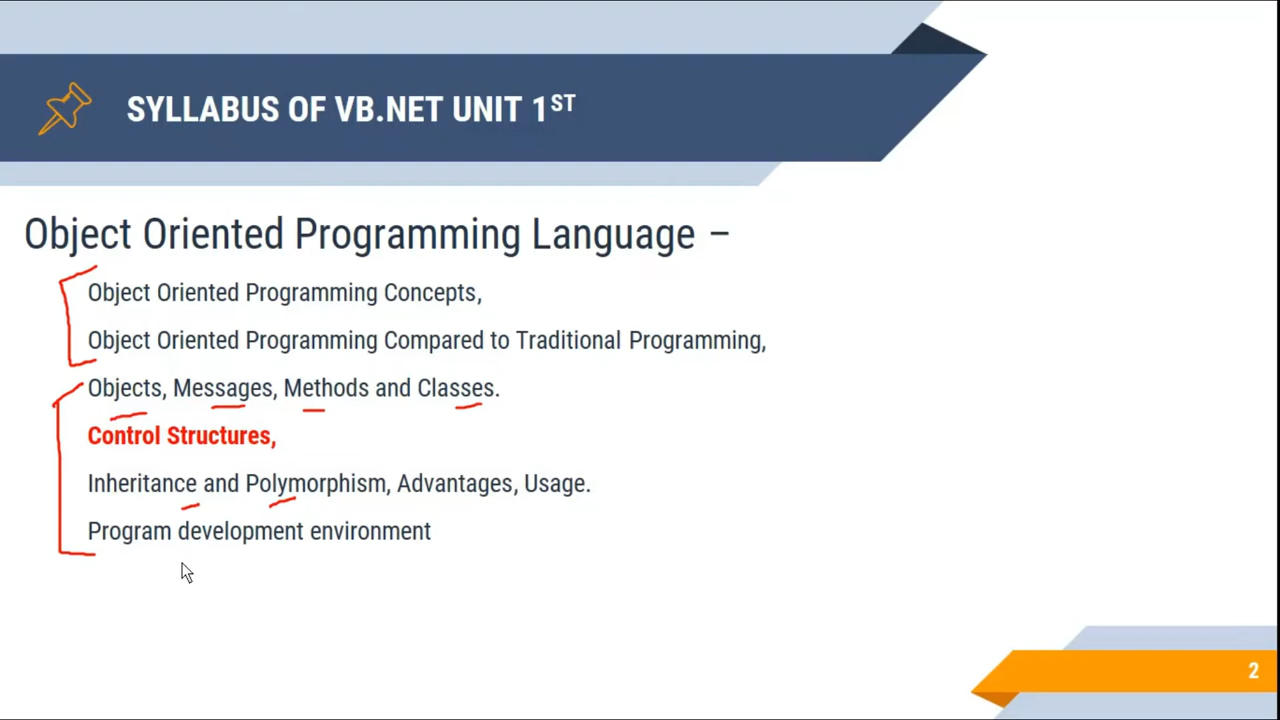 SYLLABUS OF VB.NET UNIT 1ST
Object Oriented Programming Language –
Object Oriented Programming Concepts,
Object Oriented Programming Compared to Traditional Programming,
Objects, Messages, Methods and Classes.
Control Structures,
Inheritance and Polymorphism, Advantages, Usage.
Program development environment
2